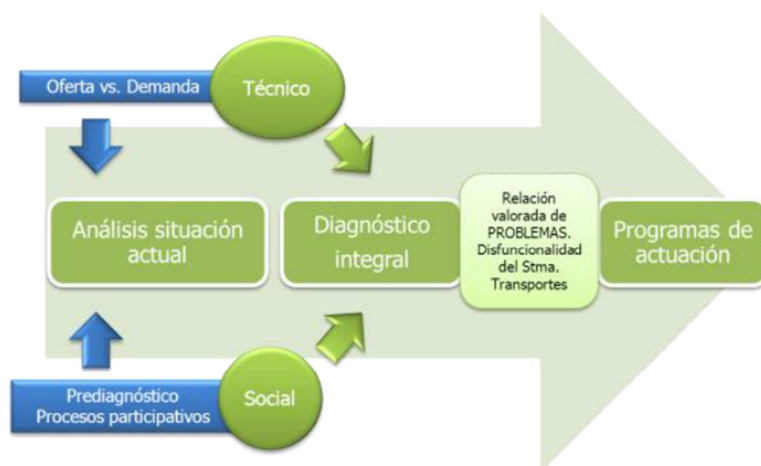 Oferta vs. Demanda
Técnico
Análisis situación
actual
Diagnóstico
integral
Relación
valorada de
PROBLEMAS.
Disfuncionalidad
del Stma.
Transportes
Programas de
actuación
Prediagnóstico
Procesos participativos
Social